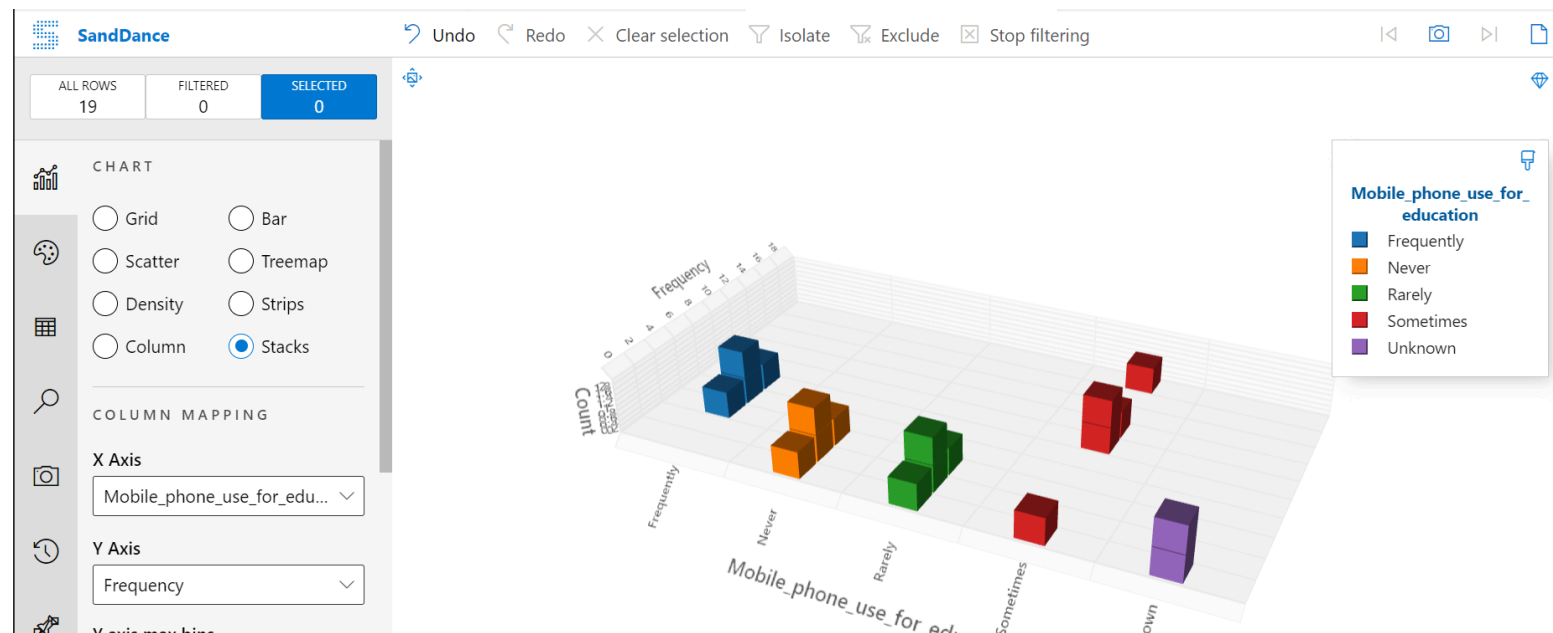 SandDance
Undo Redo Clear selection Isolate Exclude Stop filtering
ALL ROWS
19
FILTERED
0
SELECTED
0
CHART
Grid Bar
Scatter Treemap
Density Strips
Column Stacks
COLUMN MAPPING
X Axis
Mobile_phone_use_for_edu...
Y Axis
Frequency
Frequency
0 2 4 6 8 10 12 14 16 18
Count
Frequently
Never
Rarely
Sometimes
Mobile_phone_use_for_
Mobile_phone_use_for_
education
Frequently
Never
Rarely
Sometimes
Unknown